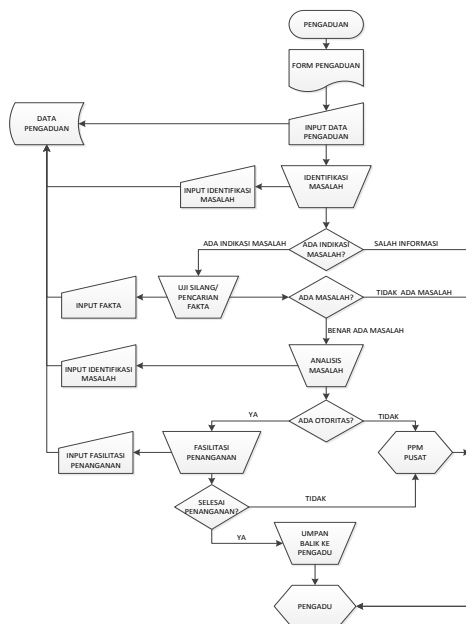 PENGADUAN
FORM PENGADUAN
DATA
PENGADUAN
INPUT DATA
PENGADUAN
IDENTIFIKASI
MASALAH
INPUT IDENTIFIKASI
MASALAH
ADA INDIKASI MASALAH
ADA INDIKASI
MASALAH?
SALAH INFORMASI
UJI SILANG/
PENCARIAN
FAKTA
INPUT FAKTA
ADA MASALAH?
TIDAK ADA MASALAH
BENAR ADA MASALAH
ANALISIS
MASALAH
INPUT IDENTIFIKASI
MASALAH
YA
ADA OTORITAS?
TIDAK
FASILITASI
PENANGANAN
INPUT FASILITASI
PENANGANAN
PPM
PUSAT
SELESAI
PENANGANAN?
TIDAK
YA
UMPAN
BALIK KE
PENGADU
PENGADU